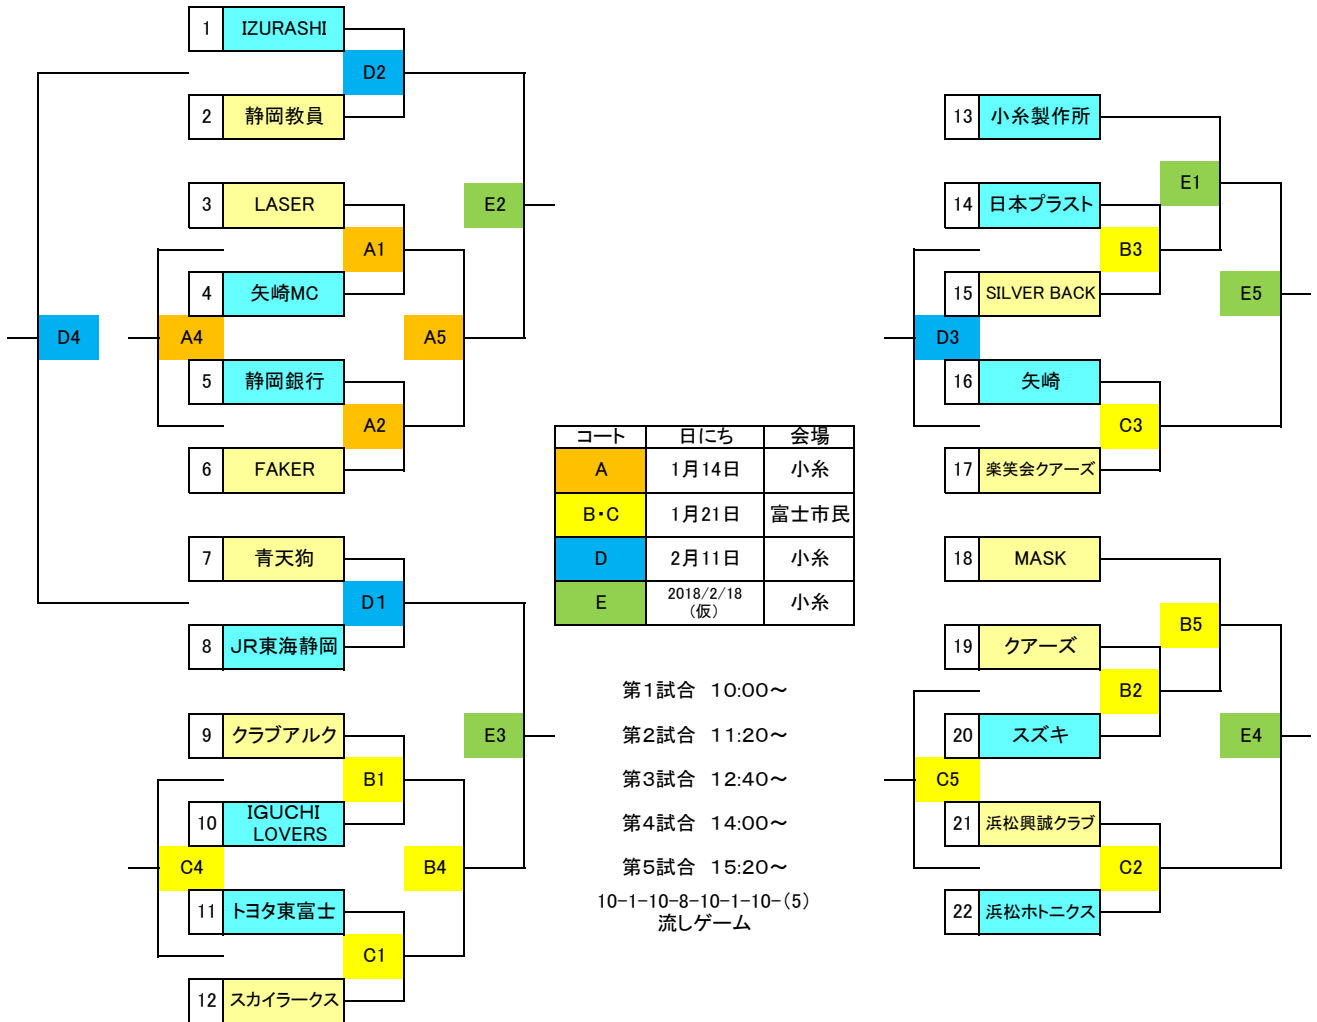 1 IZURASHI
D2
2 静岡教員
3 LASER
E2
A1
4 矢崎MC
D4
A4
A5
5 静岡銀行
A2
6 FAKER
7 青天狗
D1
8 JR東海静岡
9 クラブアルク
E3
B1
10 IGUCHI
LOVERS
C4
B4
11 トヨタ東富士
C1
12 スカイラークス
コート 日にち 会場
A 1月14日 小糸
B・C 1月21日 富士市民
D 2月11日 小糸
E 2018/2/18
(仮) 小糸
第1試合 10:00～
第2試合 11:20～
第3試合 12:40～
第4試合 14:00～
第5試合 15:20～
10-1-10-8-10-1-10-(5)
流しゲーム
13 小糸製作所
E1
14 日本プラスト
B3
15 SILVER BACK
E5
D3
16 矢崎
C3
17 楽笑会クアーズ
18 MASK
B5
19 クアーズ
B2
20 スズキ
E4
C5
21 浜松興誠クラブ
C2
22 浜松ホトニクス